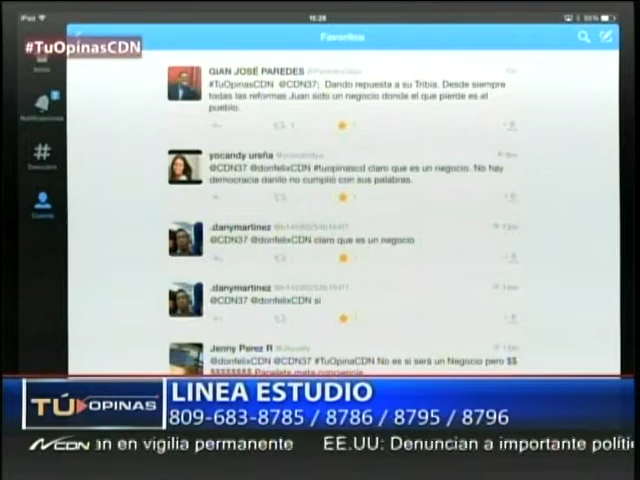 iPad
Favoritos
#TuOpinasCDN
Inicio
Notificaciones
Descubre
Cuenta
GIAN JOSÉ PAREDES
#TuOpinasCDN @CDN37; Dando repuesta a su Tribia. Desde siempre
todas las reformas Juan sido un negocio donde el que pierde es el
pueblo.
yocandy ureña
@CDN37 @donfelixCDN #tuopinascd claro que es un negocio. No hay
democracia danilo no cumplió con sus palabras.
.danymartinez
@CDN37 @donfelixCDN claro que es un negocio
.danymartinez
@CDN37 @donfelixCDN si
Jenny Perez R
@donfelixCDN @CDN37 #TuOpinaCDN No es si será un Negocio pero $$
TÚ OPINAS
LINEA ESTUDIO
809-683-8785 / 8786 / 8795 / 8796
CDN an en vigilia permanente EE.UU: Denuncian a importante políti